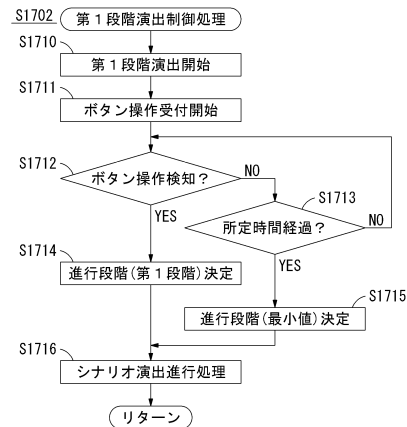 S1702
第1段階演出制御処理
S1710
第1段階演出開始
S1711
ボタン操作受付開始
S1712
ボタン操作検知？
NO
YES
S1713
所定時間経過？
NO
YES
S1714
進行段階(第1段階)決定
S1715
進行段階(最小値)決定
S1716
シナリオ演出進行処理
リターン